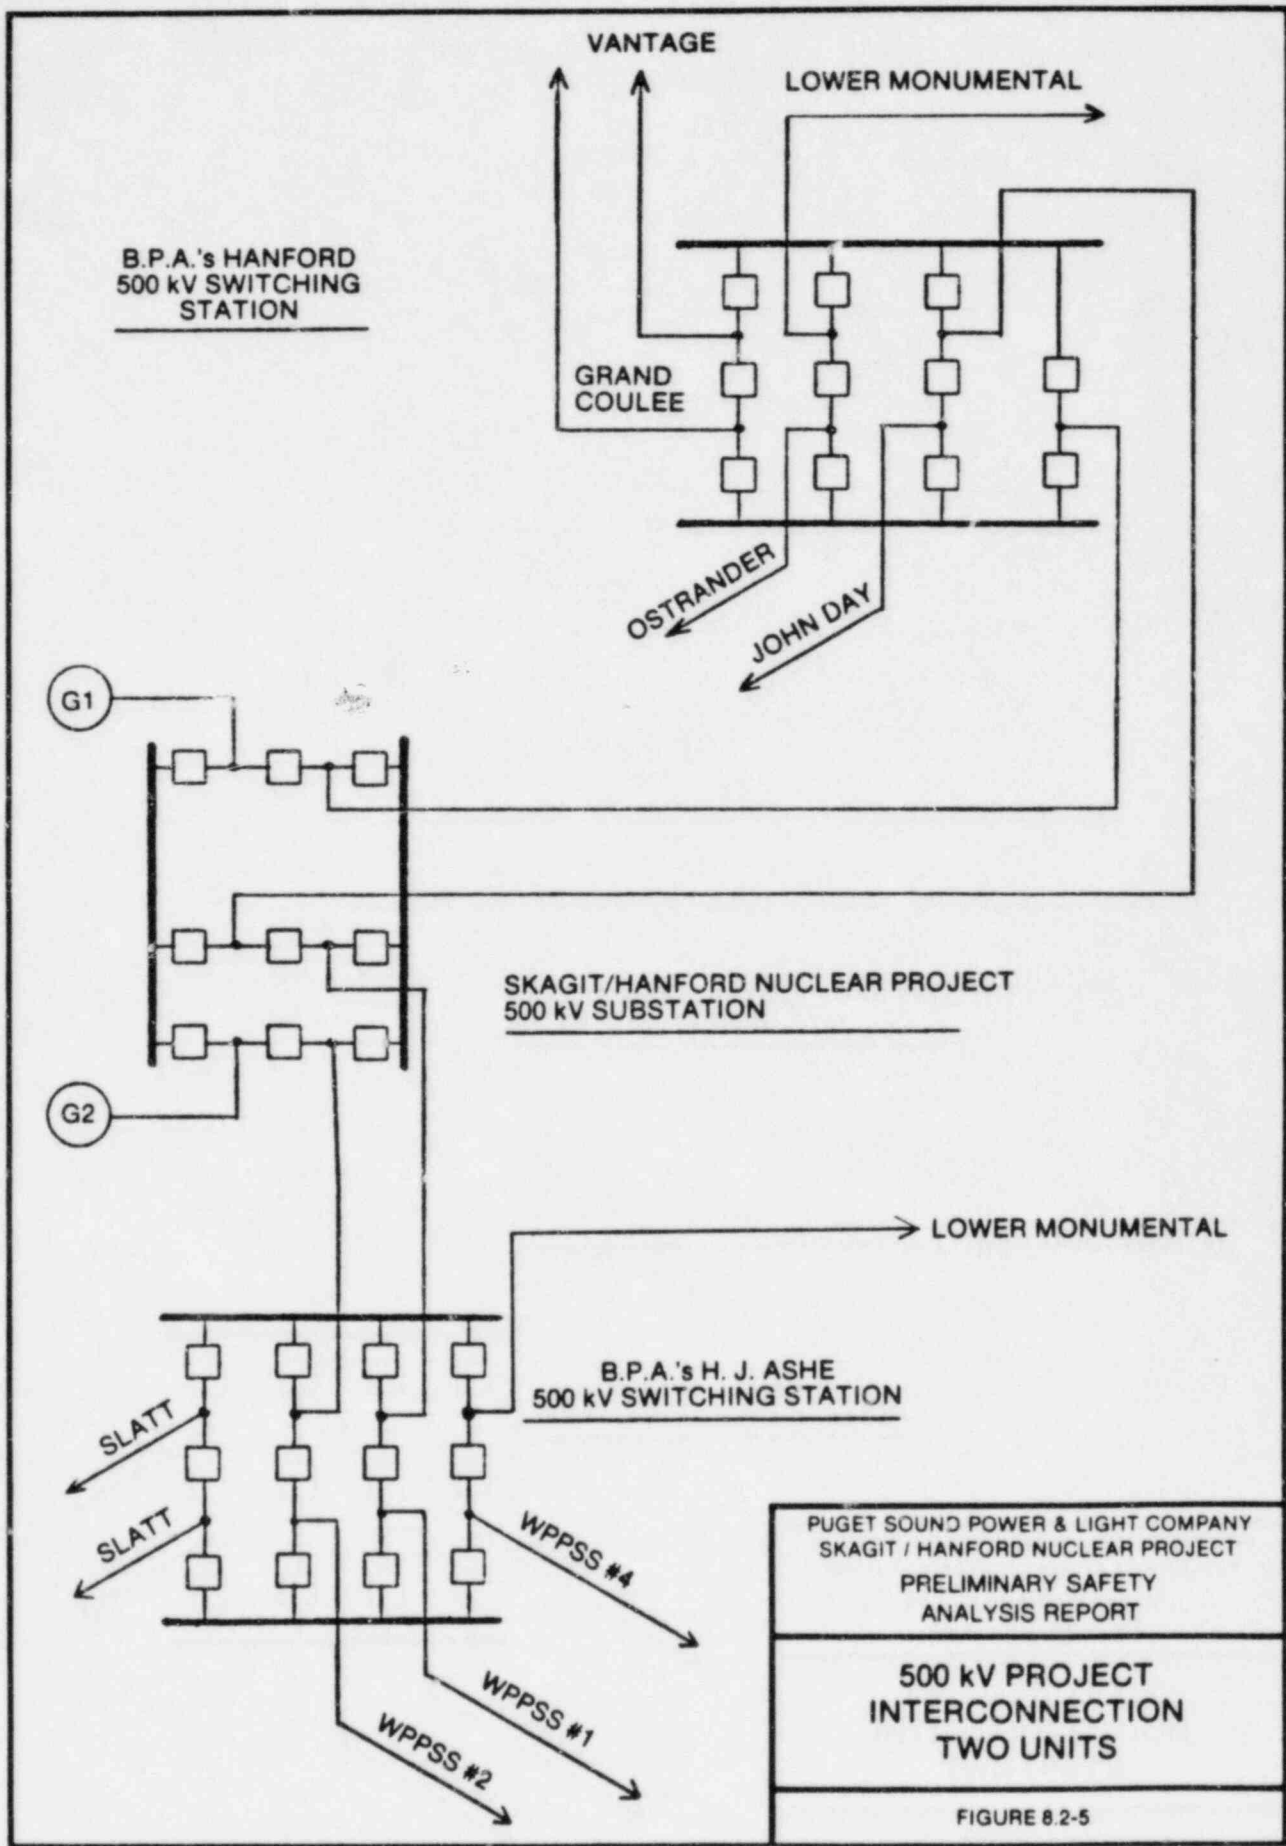 VANTAGE
LOWER MONUMENTAL
B.P.A.'s HANFORD
500 kV SWITCHING
STATION
GRAND
COULEE
OSTRANDER
JOHN DAY
G1
SKAGIT/HANFORD NUCLEAR PROJECT
500 kV SUBSTATION
G2
LOWER MONUMENTAL
B.P.A.'s H. J. ASHE
500 kV SWITCHING STATION
SLATT
SLATT
WPPSS #4
WPPSS #1
WPPSS #2
PUGET SOUND POWER & LIGHT COMPANY
SKAGIT / HANFORD NUCLEAR PROJECT
PRELIMINARY SAFETY
ANALYSIS REPORT
500 kV PROJECT
INTERCONNECTION
TWO UNITS
FIGURE 8.2-5